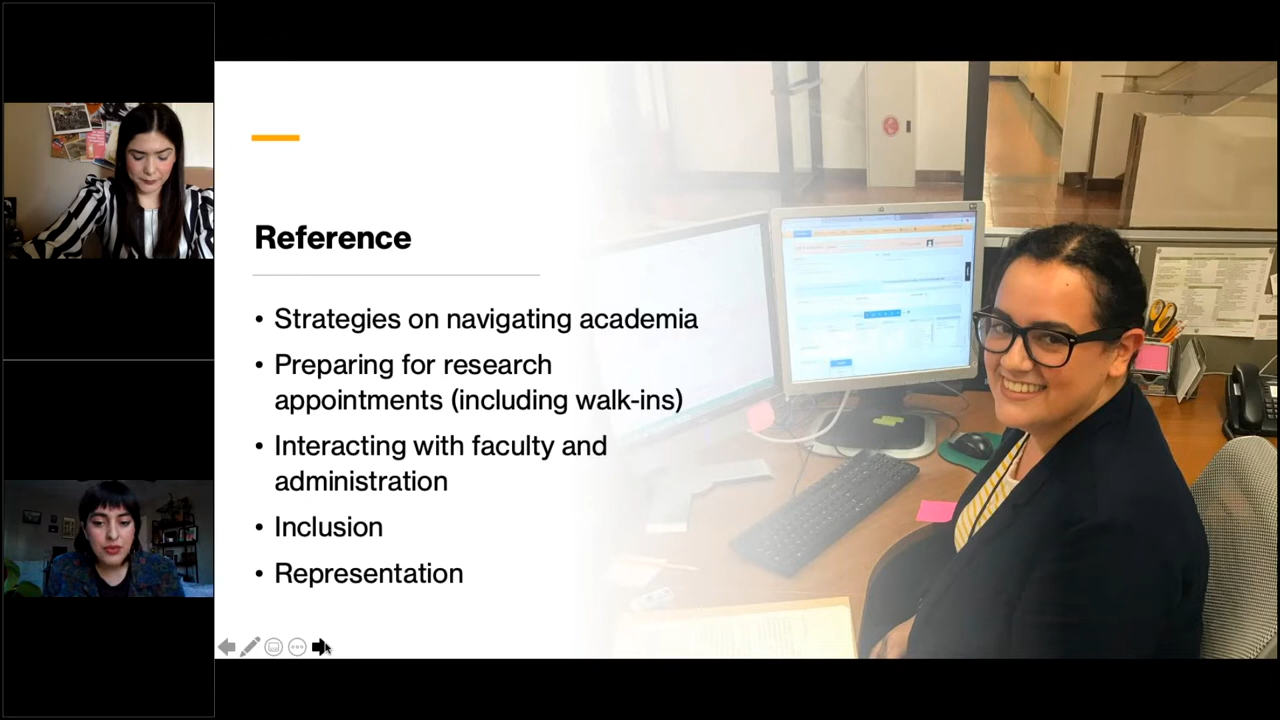 Reference
• Strategies on navigating academia
• Preparing for research
appointments (including walk-ins)
• Interacting with faculty and
administration
• Inclusion
• Representation